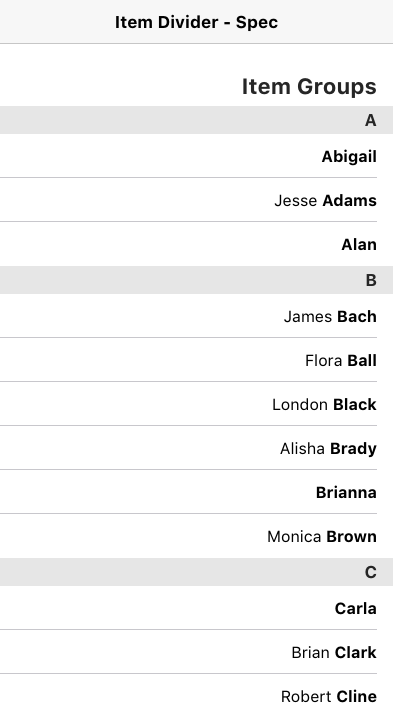 Item Divider - Spec
Item Groups
A
Abigail
Jesse Adams
Alan
B
James Bach
Flora Ball
London Black
Alisha Brady
Brianna
Monica Brown
C
Carla
Brian Clark
Robert Cline